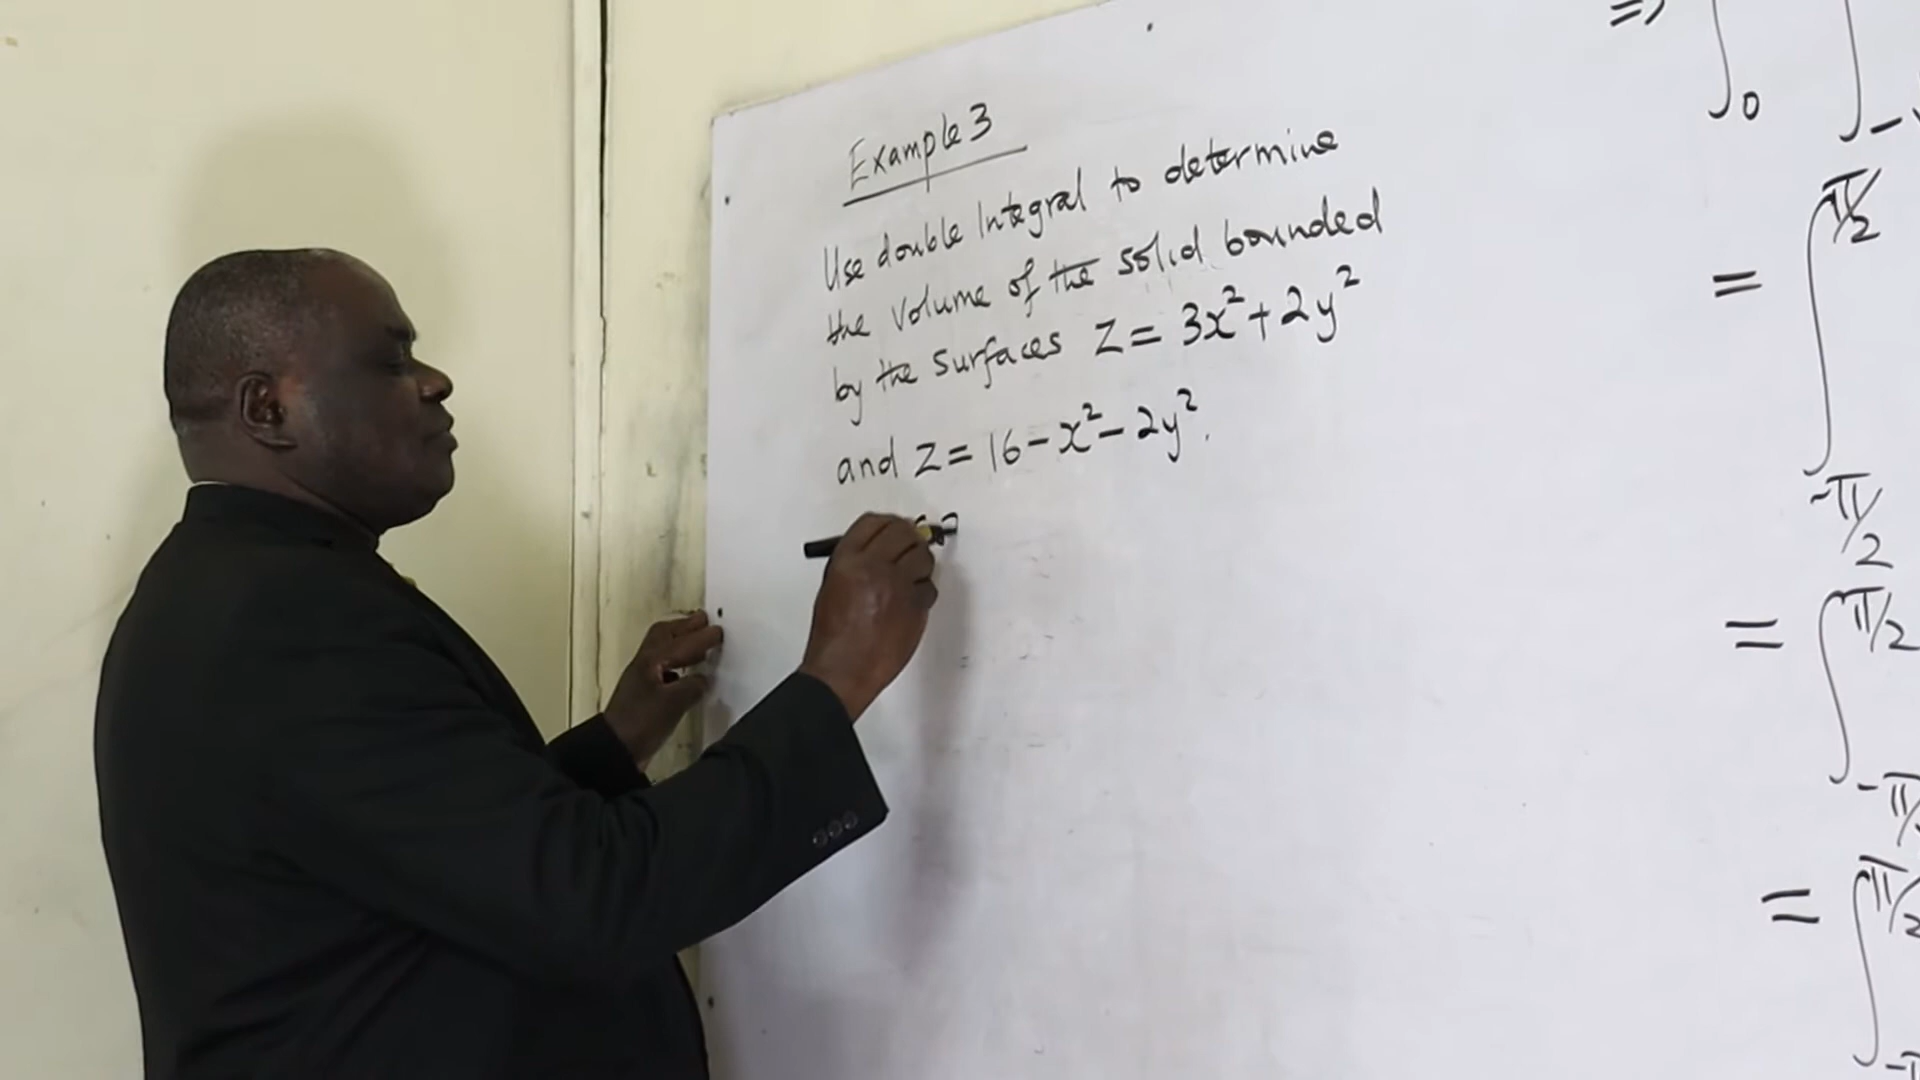 Example 3
Use double Integral to determine
the Volume of the solid bounded
by the surfaces z = 3x² + 2y²
and z = 16 - x² - 2y².
=> ∫₀ ∫₋
= ∫ π/2 -π/2
= ∫ π/2 -π/
= ∫ π/2 -π